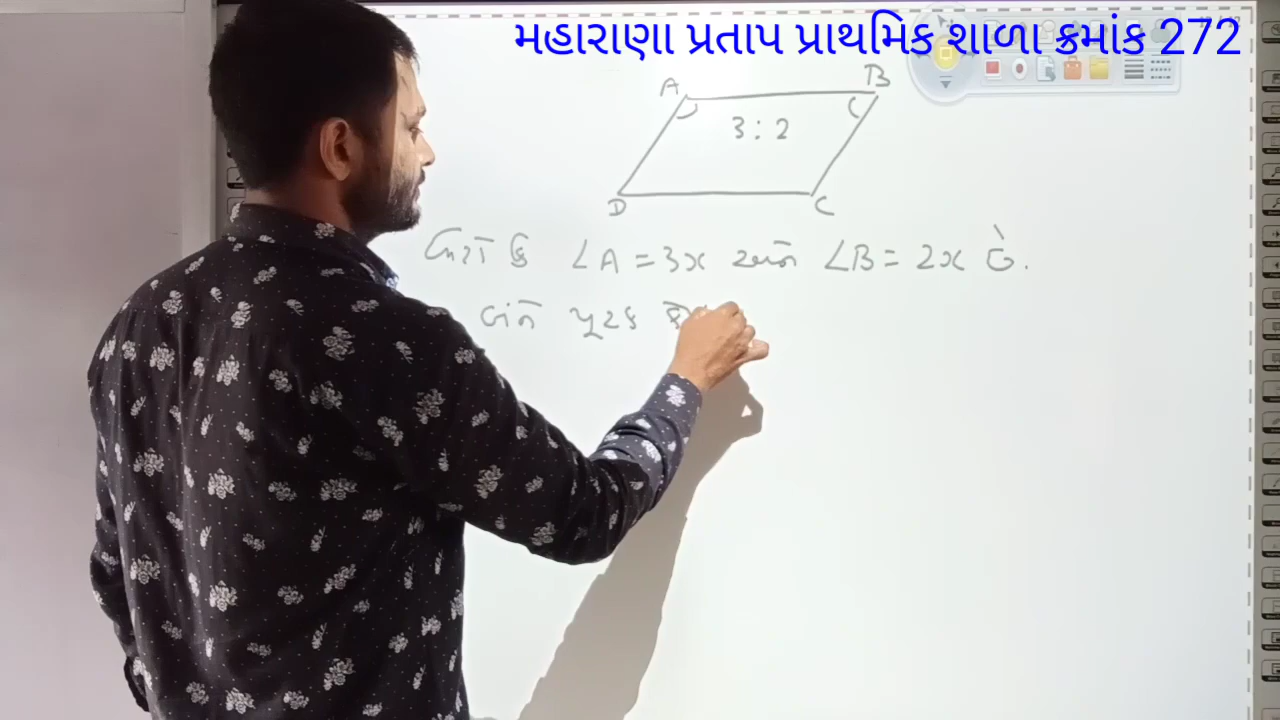 મહારાણા પ્રતાપ પ્રાથમિક શાળા ક્રમાંક 272
A B
3 : 2
D C
ધારો કે ∠A = 3x અને ∠B = 2x છે.
બંને પૂરક